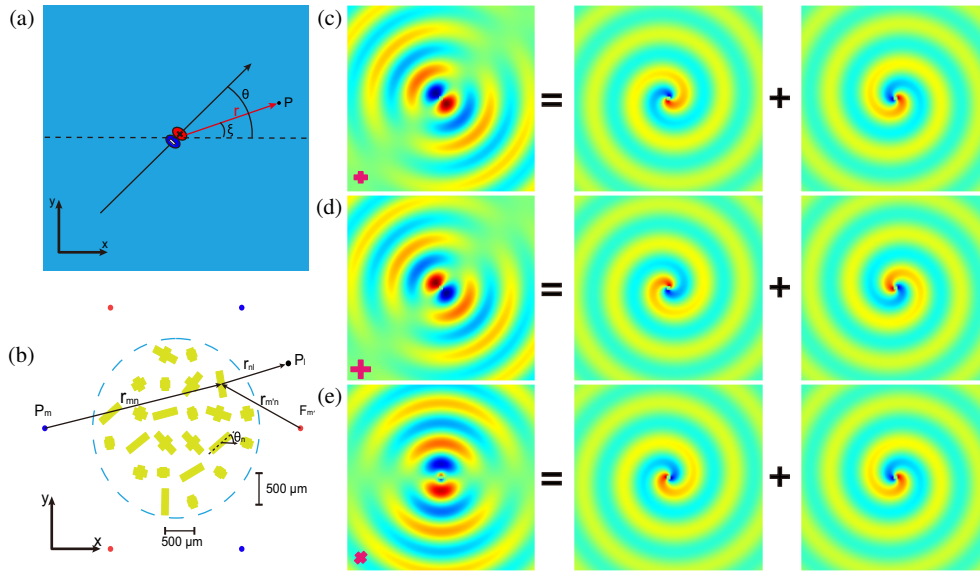 (a)
θ
P
r
ξ
y
x
(b)
Pₘ
rₘₙ
rₙₗ
Pₗ
rₘ'ₙ
Fₘ'
θₙ
500 μm
500 μm
y
x
(c)
=
+
(d)
=
+
(e)
=
+